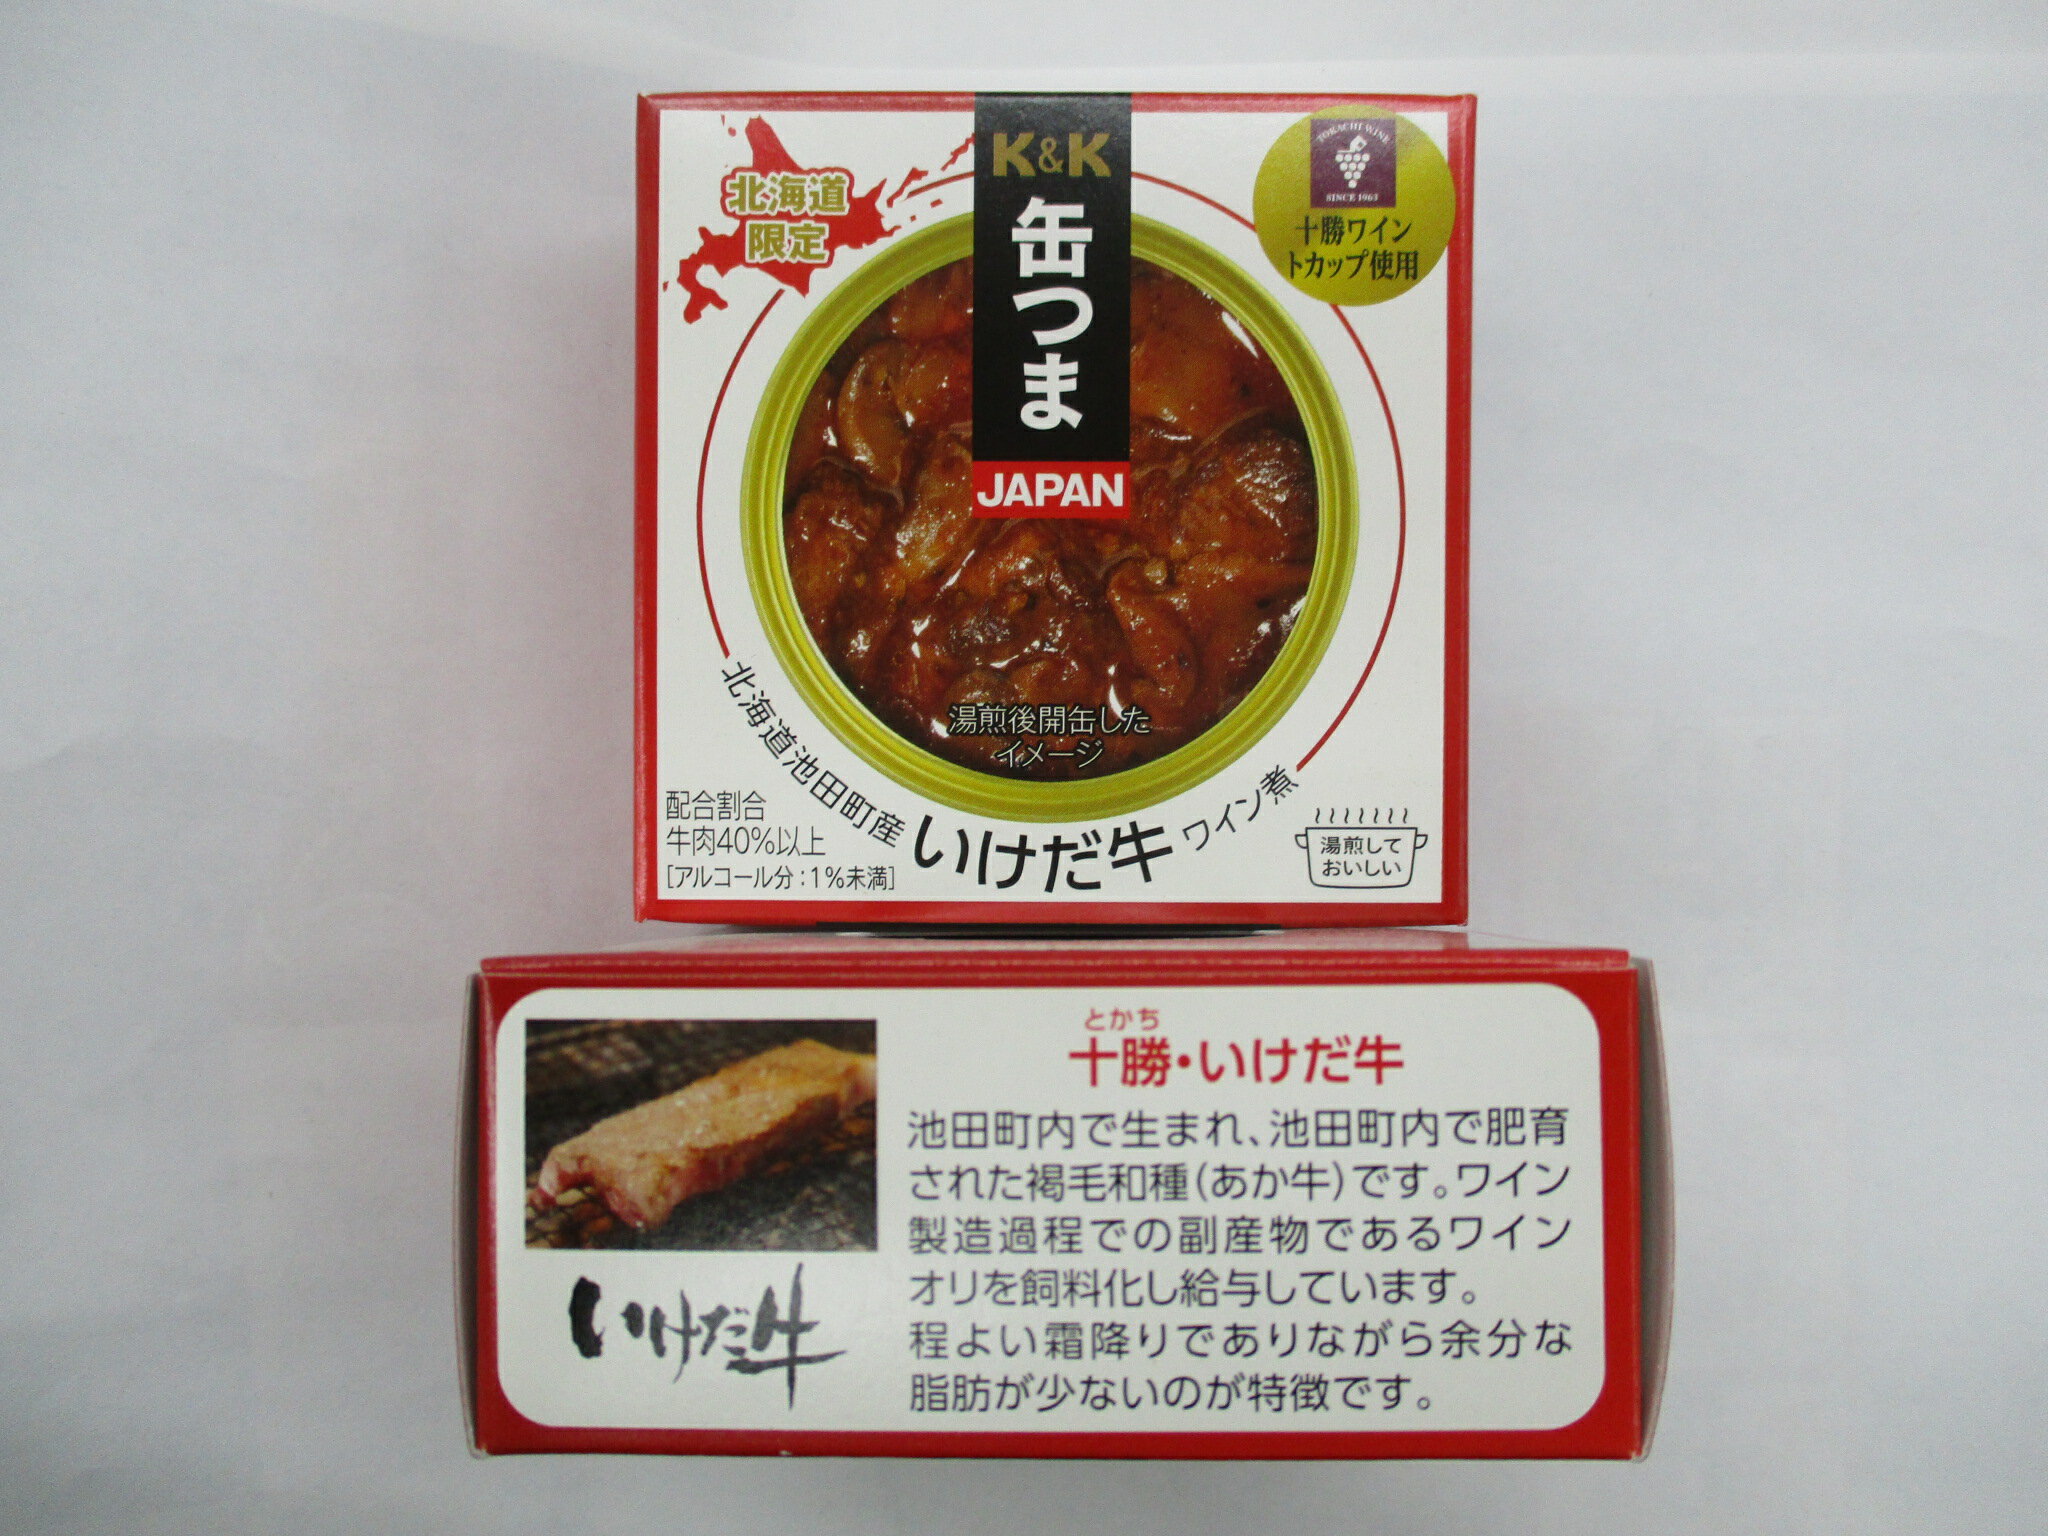 北海道
限定
K&K
缶つま
JAPAN
TOKACHI WINE
SINCE 1963
十勝ワイン
トカップ使用
湯煎後開缶した
イメージ
北海道池田町産 いけだ牛 ワイン煮
配合割合
牛肉40%以上
[アルコール分:1%未満]
湯煎して
おいしい
とかち
十勝・いけだ牛
池田町内で生まれ、池田町内で肥育
された褐毛和種(あか牛)です。ワイン
製造過程での副産物であるワイン
オリを飼料化し給与しています。
程よい霜降りでありながら余分な
脂肪が少ないのが特徴です。
いけだ牛